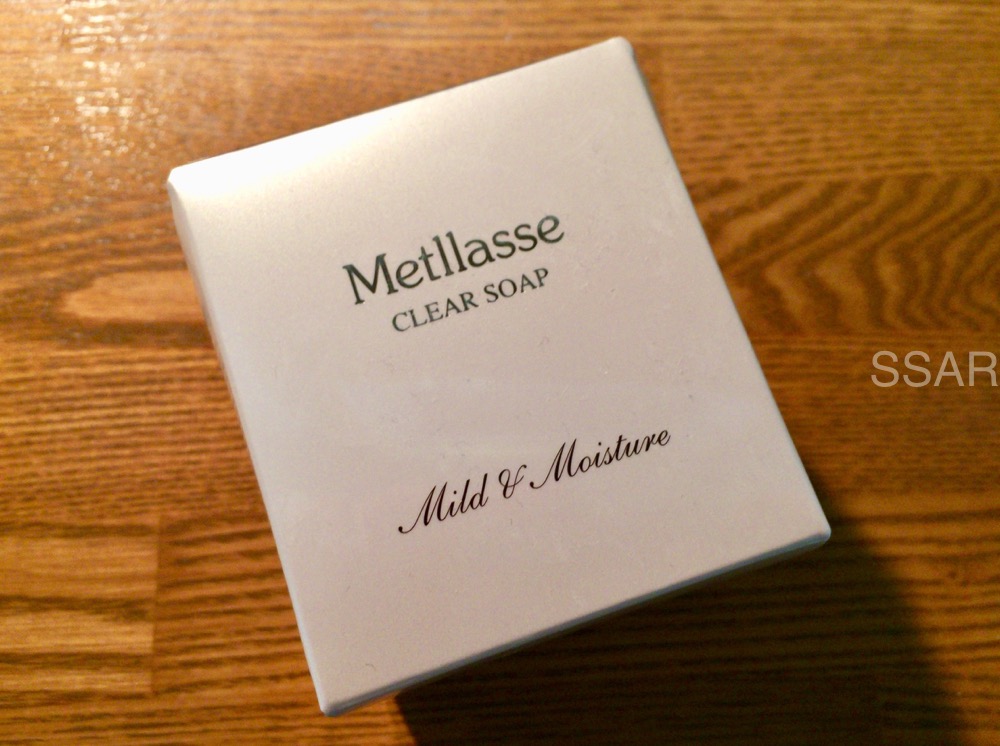 Metllasse
CLEAR SOAP
Mild & Moisture
SSAR